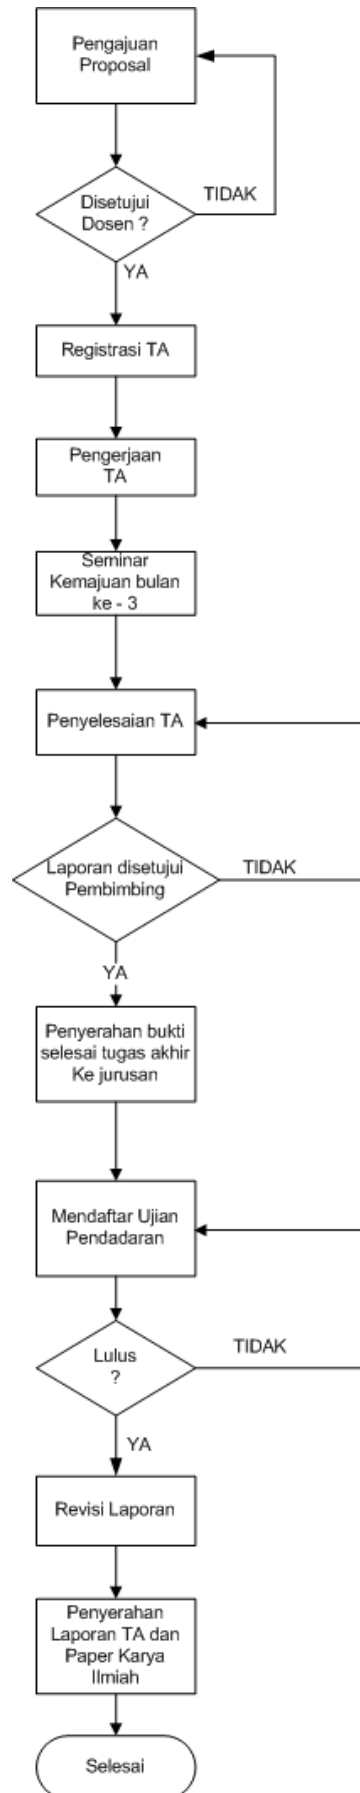 Pengajuan
Proposal
Disetujui
Dosen ?
TIDAK
YA
Registrasi TA
Pengerjaan
TA
Seminar
Kemajuan bulan
ke - 3
Penyelesaian TA
Laporan disetujui
Pembimbing
TIDAK
YA
Penyerahan bukti
selesai tugas akhir
Ke jurusan
Mendaftar Ujian
Pendadaran
Lulus
?
TIDAK
YA
Revisi Laporan
Penyerahan
Laporan TA dan
Paper Karya
Ilmiah
Selesai